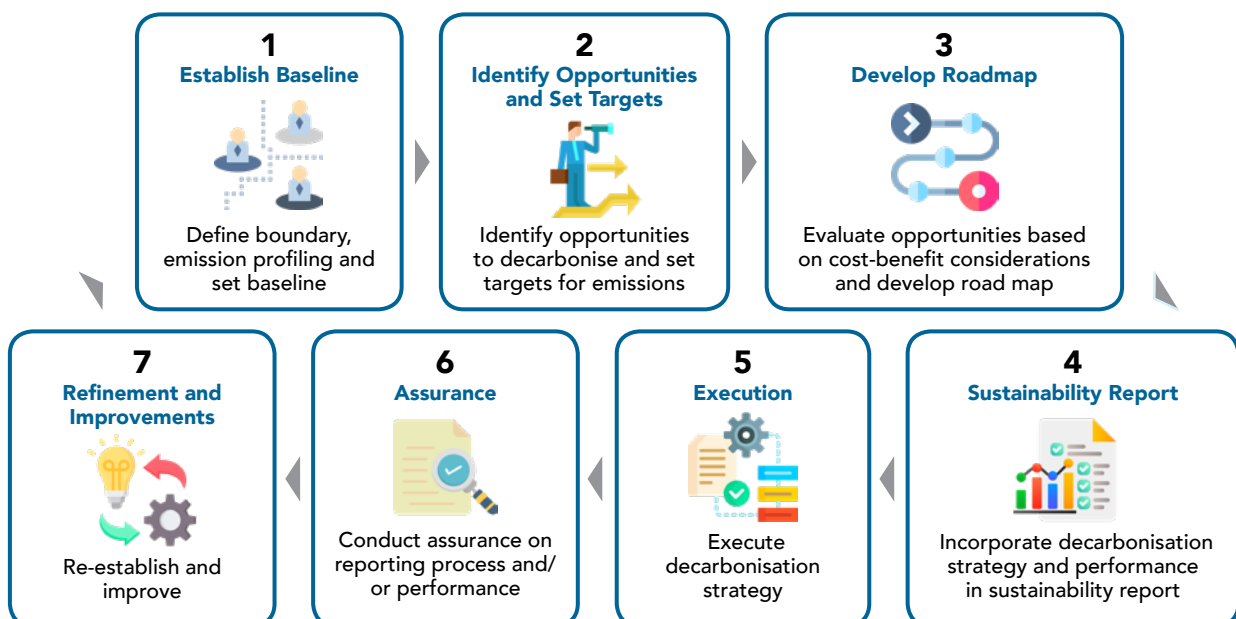 1
Establish Baseline
Define boundary,
emission profiling and
set baseline
2
Identify Opportunities
and Set Targets
Identify opportunities
to decarbonise and set
targets for emissions
3
Develop Roadmap
Evaluate opportunities based
on cost-benefit considerations
and develop road map
4
Sustainability Report
Incorporate decarbonisation
strategy and performance
in sustainability report
5
Execution
Execute
decarbonisation
strategy
6
Assurance
Conduct assurance on
reporting process and/
or performance
7
Refinement and
Improvements
Re-establish and
improve